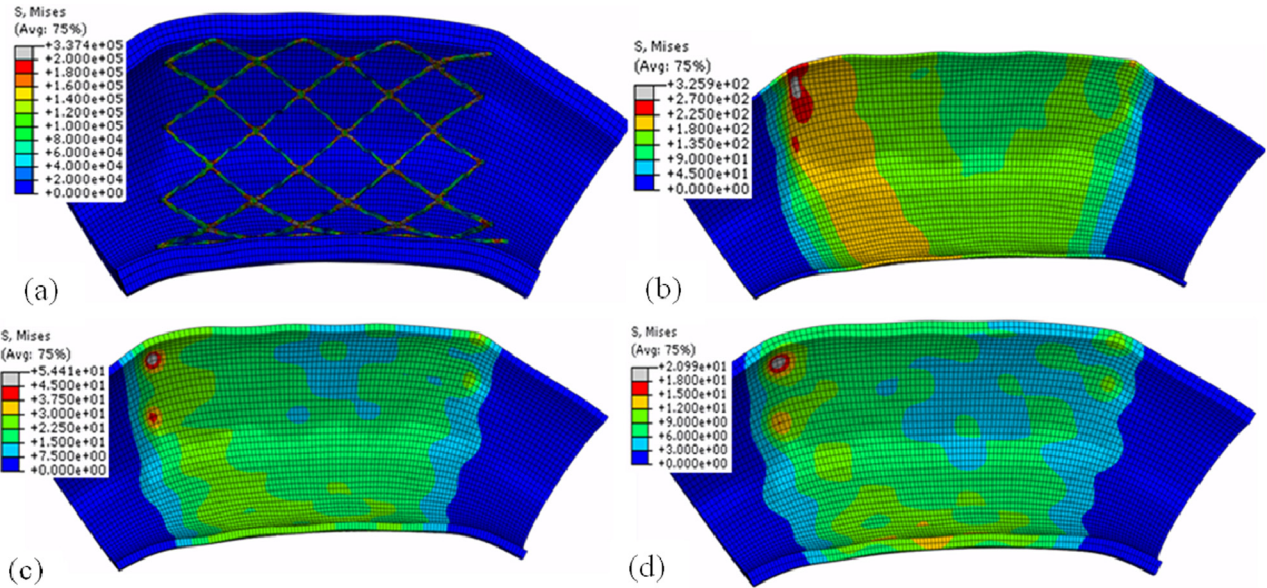 S, Mises
(Avg: 75%)
+3.374e+05
+2.000e+05
+1.800e+05
+1.600e+05
+1.400e+05
+1.200e+05
+1.000e+05
+8.000e+04
+6.000e+04
+4.000e+04
+2.000e+04
+0.000e+00
(a)
S, Mises
(Avg: 75%)
+3.259e+02
+2.700e+02
+2.250e+02
+1.800e+02
+1.350e+02
+9.000e+01
+4.500e+01
+0.000e+00
(b)
S, Mises
(Avg: 75%)
+5.441e+01
+4.500e+01
+3.750e+01
+3.000e+01
+2.250e+01
+1.500e+01
+7.500e+00
+0.000e+00
(c)
S, Mises
(Avg: 75%)
+2.099e+01
+1.800e+01
+1.500e+01
+1.200e+01
+9.000e+00
+6.000e+00
+3.000e+00
+0.000e+00
(d)